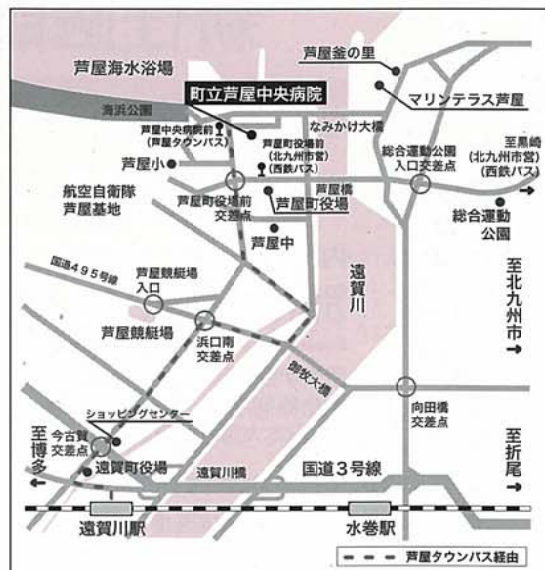 芦屋釜の里
芦屋海水浴場
町立芦屋中央病院
マリンテラス芦屋
海浜公園
なみかけ大橋
芦屋中央病院前
(芦屋タウンバス)
芦屋町役場前
(北九州市営)
(西鉄バス)
総合運動公園
入口交差点
至黒崎
(北九州市営)
(西鉄バス)
芦屋小
芦屋橋
航空自衛隊
芦屋基地
芦屋町役場前
交差点
芦屋町役場
総合運動
公園
芦屋中
国道495号線
芦屋競艇場
入口
遠賀川
至北九州市
芦屋競艇場
浜口南
交差点
御牧大橋
向田橋
交差点
ショッピングセンター
至博多
今古賀
交差点
遠賀町役場
遠賀川橋
国道3号線
至折尾
遠賀川駅
水巻駅
芦屋タウンバス経由